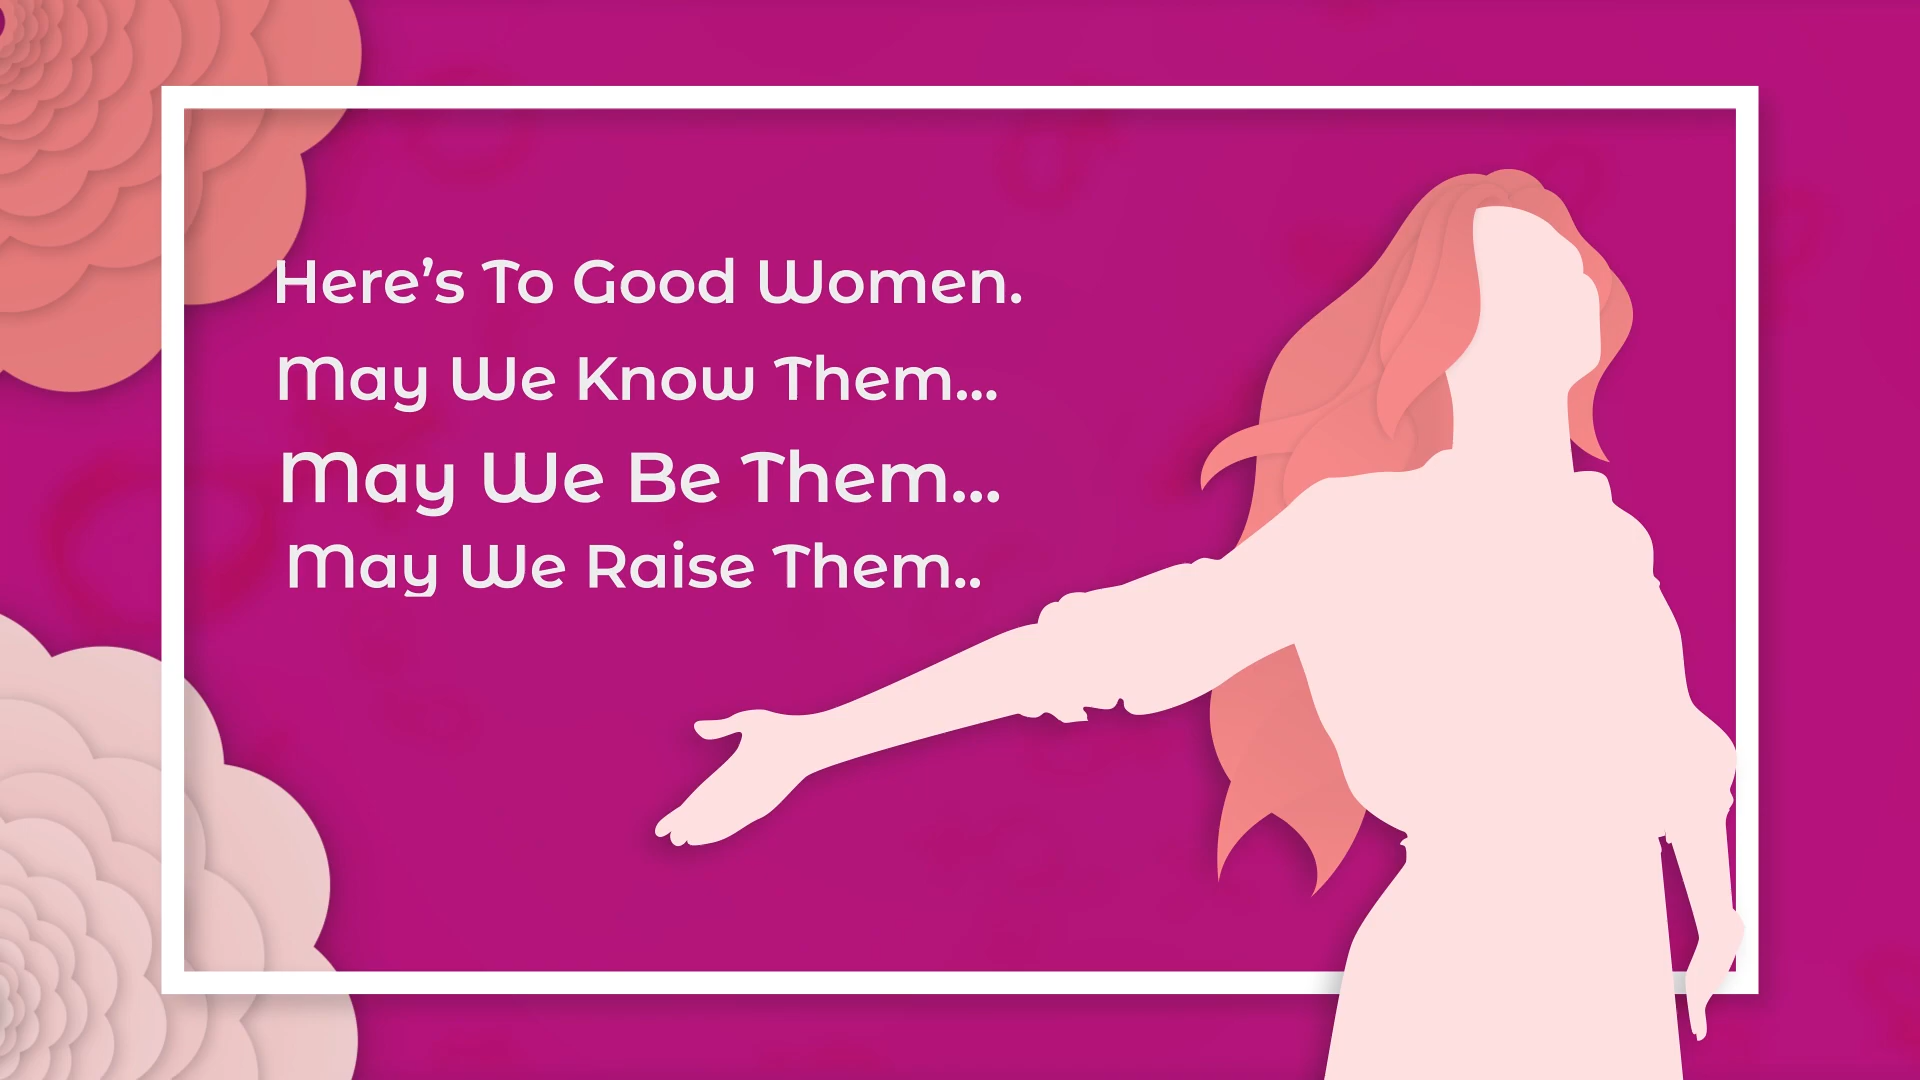 Here’s To Good Women.
May We Know Them...
May We Be Them...
May We Raise Them..